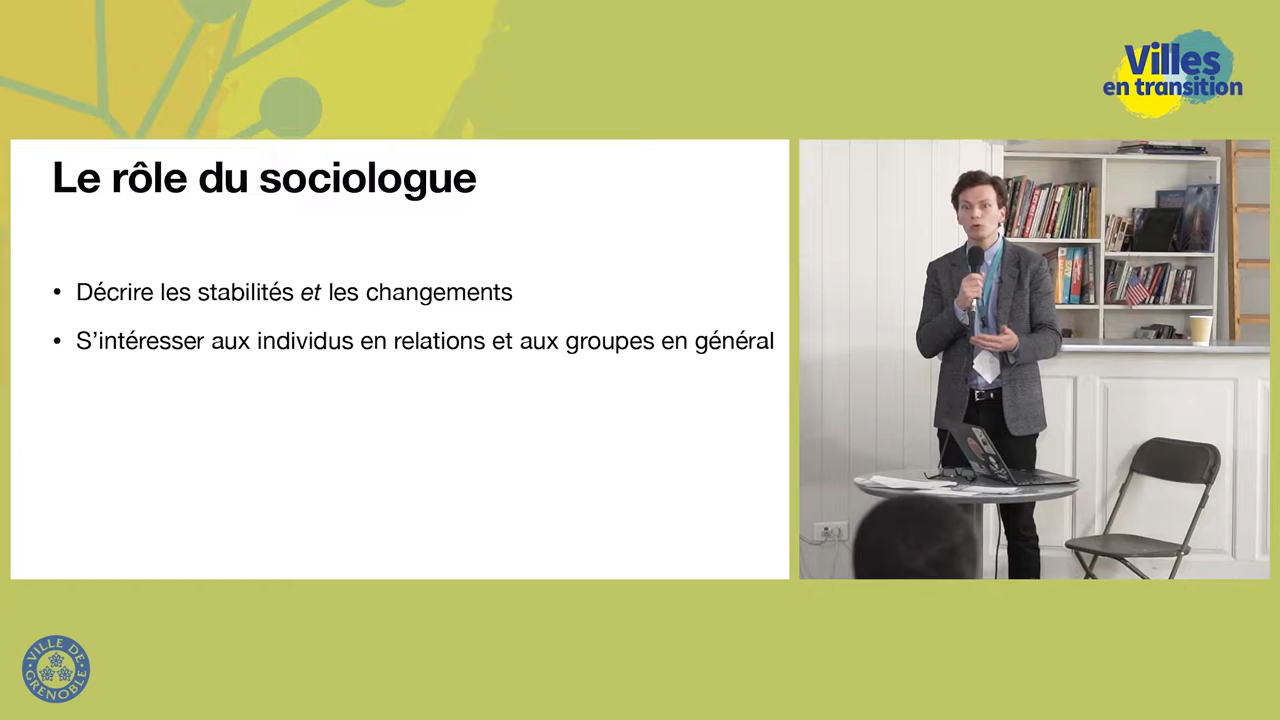 Villes
en transition
Le rôle du sociologue
• Décrire les stabilités et les changements
• S'intéresser aux individus en relations et aux groupes en général
VILLE DE
GRENOBLE